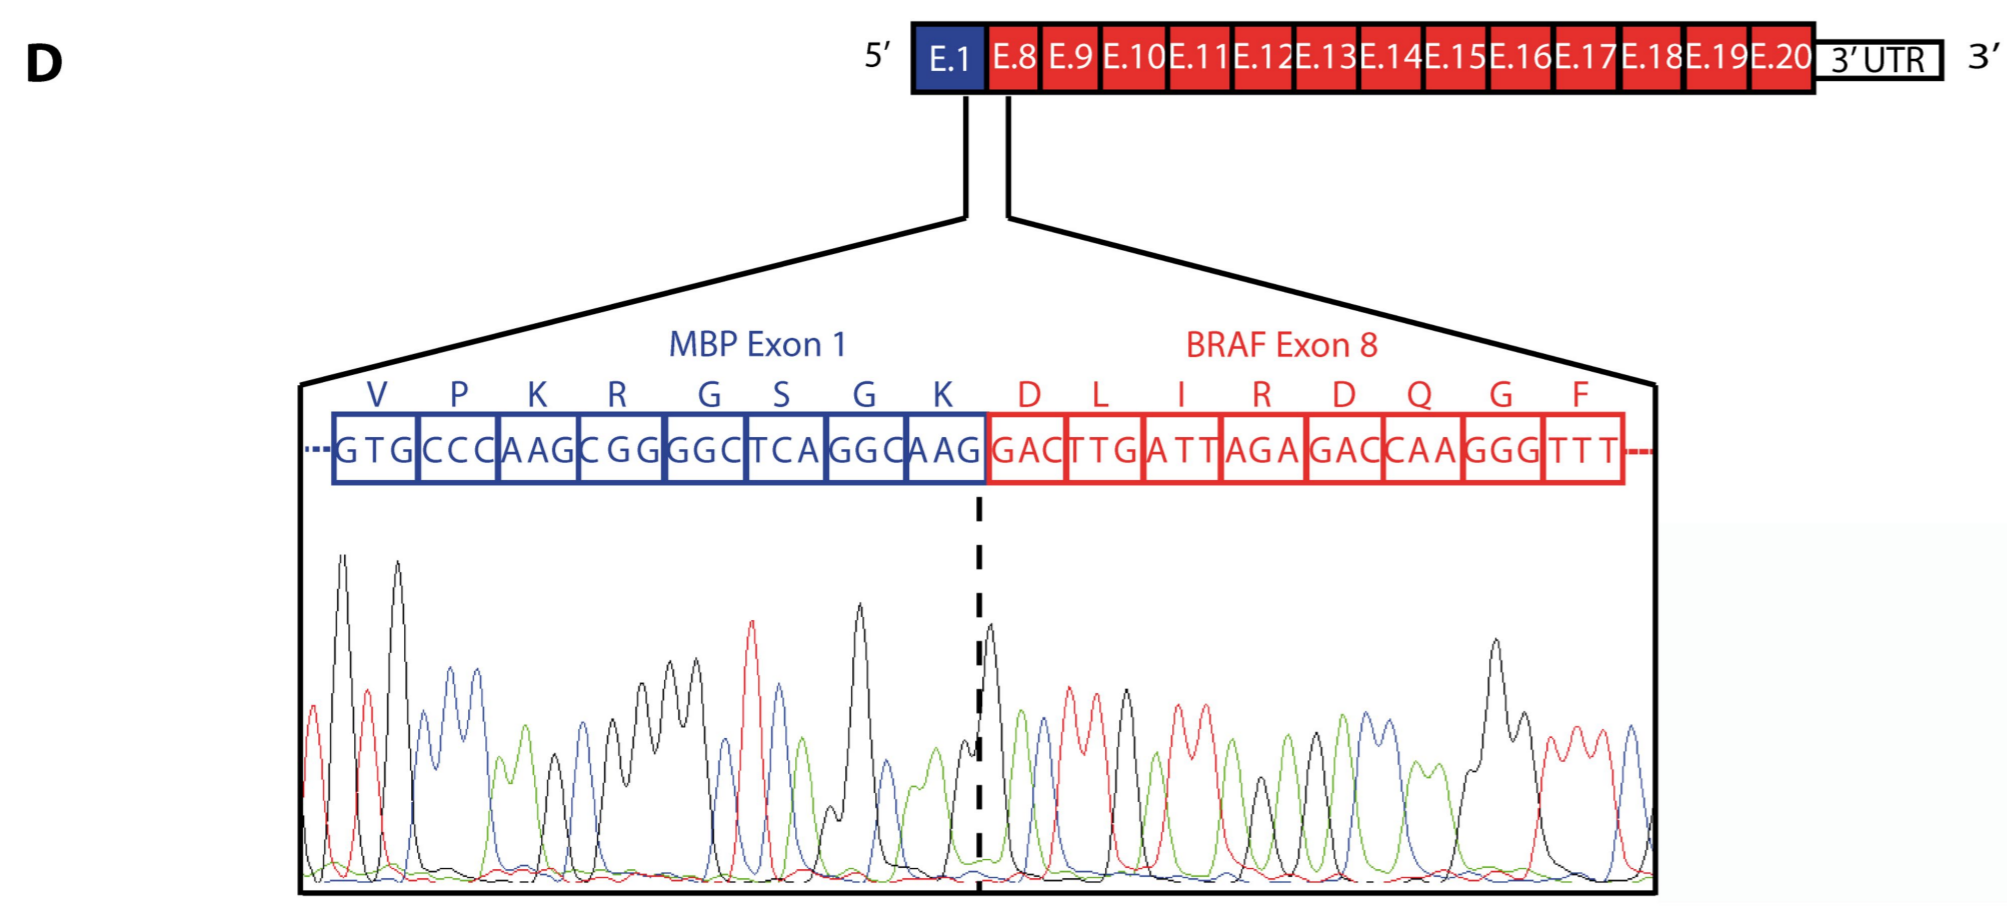 D
5′ E.1 E.8 E.9 E.10 E.11 E.12 E.13 E.14 E.15 E.16 E.17 E.18 E.19 E.20 3′ UTR 3′
MBP Exon 1 BRAF Exon 8
V P K R G S G K D L I R D Q G F
GTG CCC AAG CGG GGC TCA GGC AAG GAC TTG ATT AGA GAC CAA GGG TTT